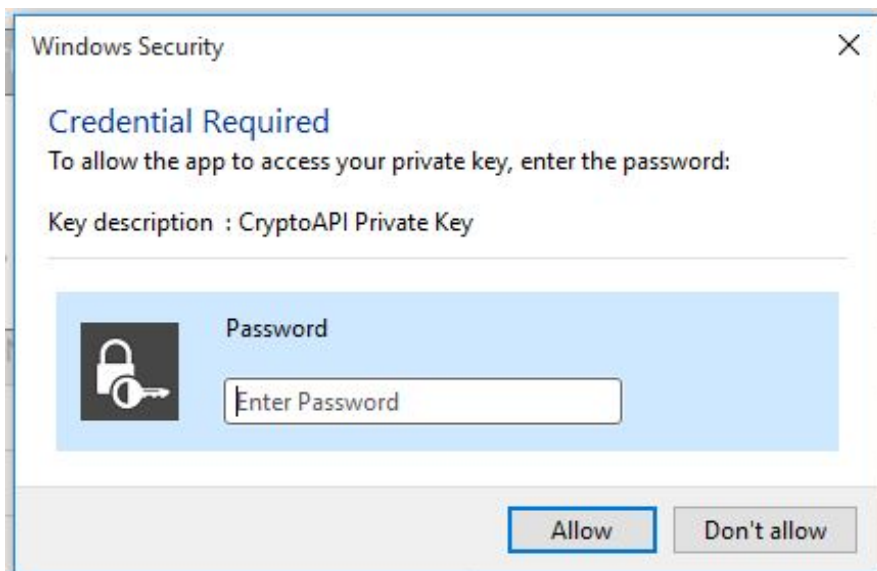 Windows Security
Credential Required
To allow the app to access your private key, enter the password:
Key description : CryptoAPI Private Key
Password
Enter Password
Allow
Don't allow